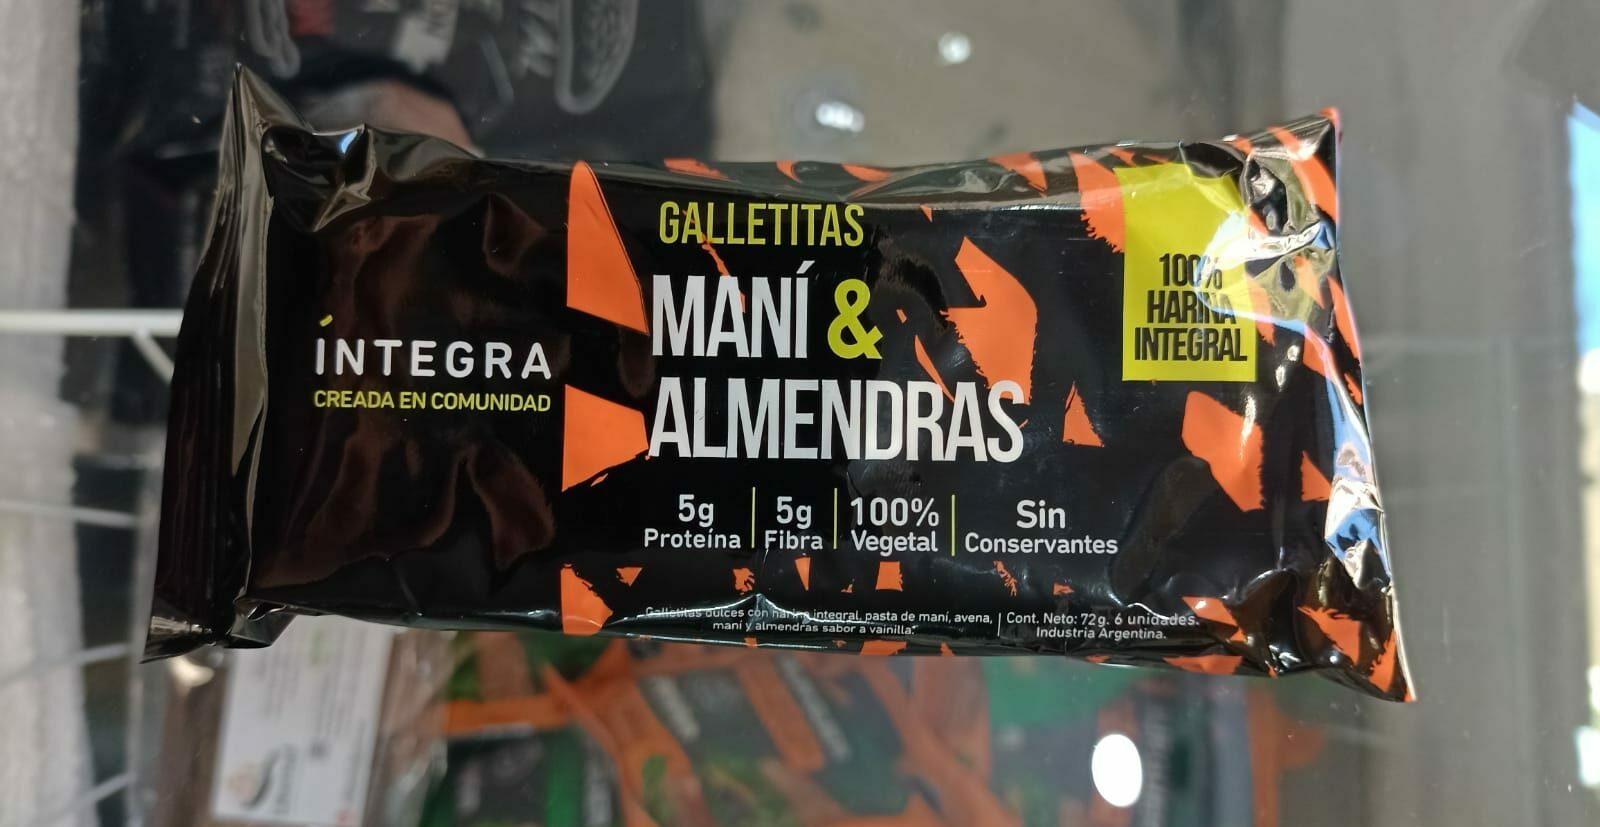 GALLETITAS
MANÍ &
ALMENDRAS
ÍNTEGRA
CREADA EN COMUNIDAD
100%
HARINA
INTEGRAL
5g
Proteína
5g
Fibra
100%
Vegetal
Sin
Conservantes
Galletitas dulces con harina integral, pasta de maní, avena,
maní y almendras sabor a vainilla.
Cont. Neto: 72g. 6 unidades.
Industria Argentina.